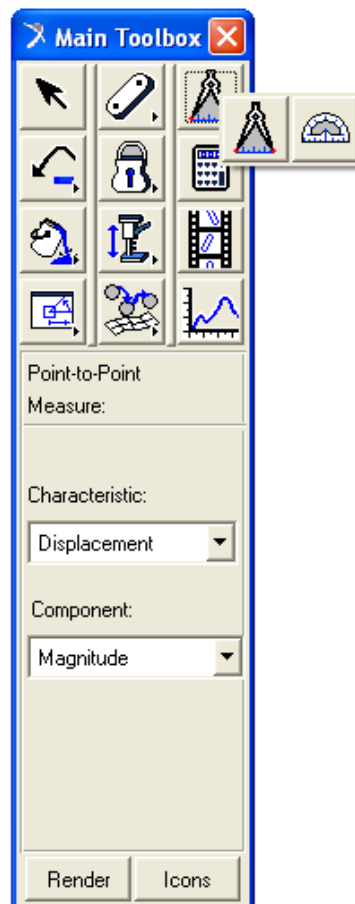 Main Toolbox
Point-to-Point
Measure:
Characteristic:
Displacement
Component:
Magnitude
Render Icons